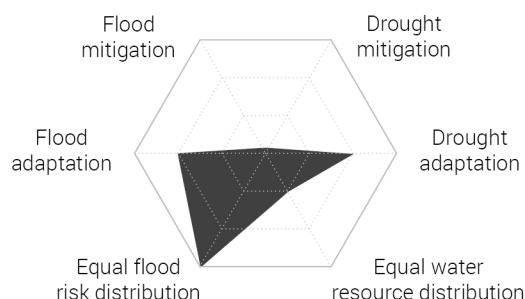 Flood
mitigation
Drought
mitigation
Flood
adaptation
Drought
adaptation
Equal flood
risk distribution
Equal water
resource distribution